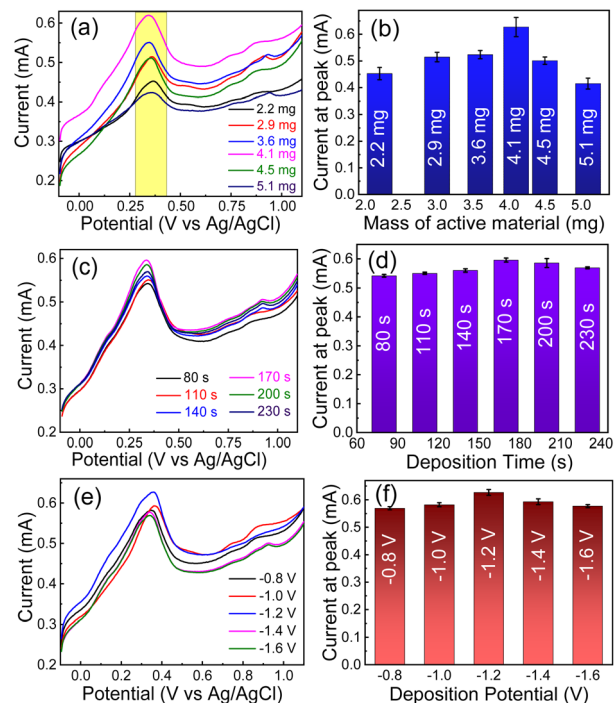 (a)
Current (mA)
0.6
0.5
0.4
0.3
0.2
2.2 mg
2.9 mg
3.6 mg
4.1 mg
4.5 mg
5.1 mg
0.00 0.25 0.50 0.75 1.00
Potential (V vs Ag/AgCl)
(b)
Current at peak (mA)
0.7
0.6
0.5
0.4
0.3
0.2
0.1
0.0
2.2 mg
2.9 mg
3.6 mg
4.1 mg
4.5 mg
5.1 mg
2.0 2.5 3.0 3.5 4.0 4.5 5.0
Mass of active material (mg)
(c)
Current (mA)
0.6
0.5
0.4
0.3
0.2
80 s 170 s
110 s 200 s
140 s 230 s
0.00 0.25 0.50 0.75 1.00
Potential (V vs Ag/AgCl)
(d)
Current at peak (mA)
0.6
0.5
0.4
0.3
0.2
0.1
0.0
80 s
110 s
140 s
170 s
200 s
230 s
60 90 120 150 180 210 240
Deposition Time (s)
(e)
Current (mA)
0.6
0.5
0.4
0.3
0.2
-0.8 V
-1.0 V
-1.2 V
-1.4 V
-1.6 V
0.0 0.2 0.4 0.6 0.8 1.0
Potential (V vs Ag/AgCl)
(f)
Current at peak (mA)
0.6
0.5
0.4
0.3
0.2
0.1
0.0
-0.8 V
-1.0 V
-1.2 V
-1.4 V
-1.6 V
-0.8 -1.0 -1.2 -1.4 -1.6
Deposition Potential (V)